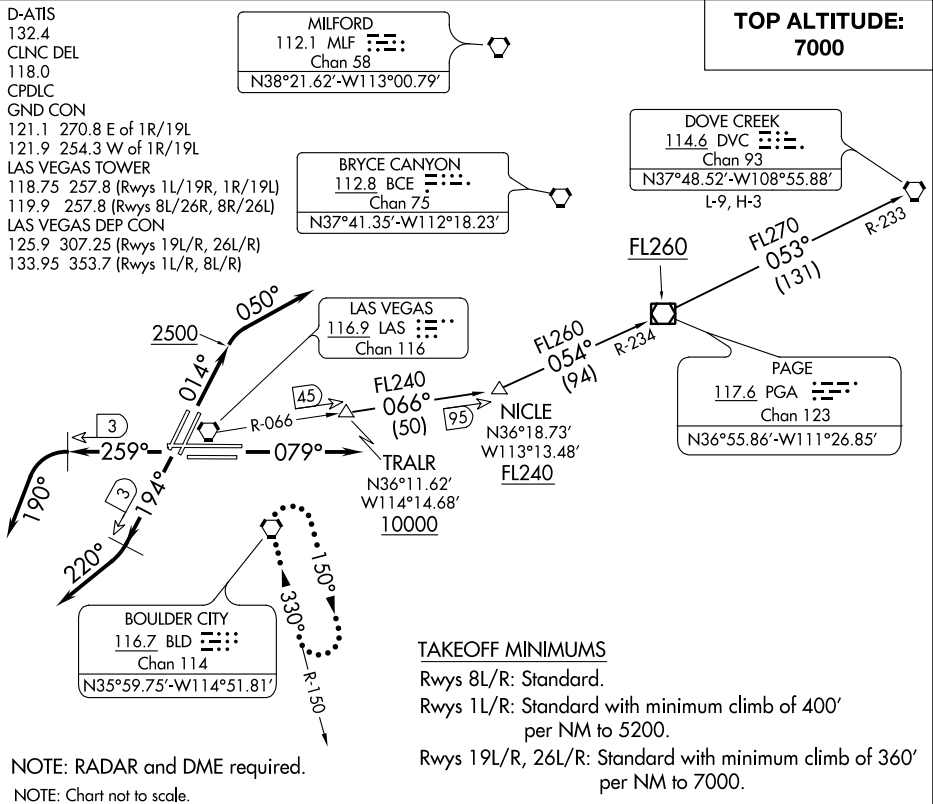 D-ATIS
132.4
CLNC DEL
118.0
CPDLC
GND CON
121.1 270.8 E of 1R/19L
121.9 254.3 W of 1R/19L
LAS VEGAS TOWER
118.75 257.8 (Rwys 1L/19R, 1R/19L)
119.9 257.8 (Rwys 8L/26R, 8R/26L)
LAS VEGAS DEP CON
125.9 307.25 (Rwys 19L/R, 26L/R)
133.95 353.7 (Rwys 1L/R, 8L/R)
MILFORD
112.1 MLF
Chan 58
N38°21.62’-W113°00.79’
TOP ALTITUDE:
7000
BRYCE CANYON
112.8 BCE
Chan 75
N37°41.35’-W112°18.23’
DOVE CREEK
114.6 DVC
Chan 93
N37°48.52’-W108°55.88’
L-9, H-3
R-233
FL270
053°
(131)
FL260
R-234
FL260
054°
(94)
PAGE
117.6 PGA
Chan 123
N36°55.86’-W111°26.85’
LAS VEGAS
116.9 LAS
Chan 116
050°
2500
014°
R-066
45
FL240
066°
(50)
95
NICLE
N36°18.73’
W113°13.48’
FL240
TRALR
N36°11.62’
W114°14.68’
10000
3
259°
079°
190°
3
194°
220°
150°
330°
R-150
BOULDER CITY
116.7 BLD
Chan 114
N35°59.75’-W114°51.81’
TAKEOFF MINIMUMS
Rwys 8L/R: Standard.
Rwys 1L/R: Standard with minimum climb of 400’
per NM to 5200.
Rwys 19L/R, 26L/R: Standard with minimum climb of 360’
per NM to 7000.
NOTE: RADAR and DME required.
NOTE: Chart not to scale.